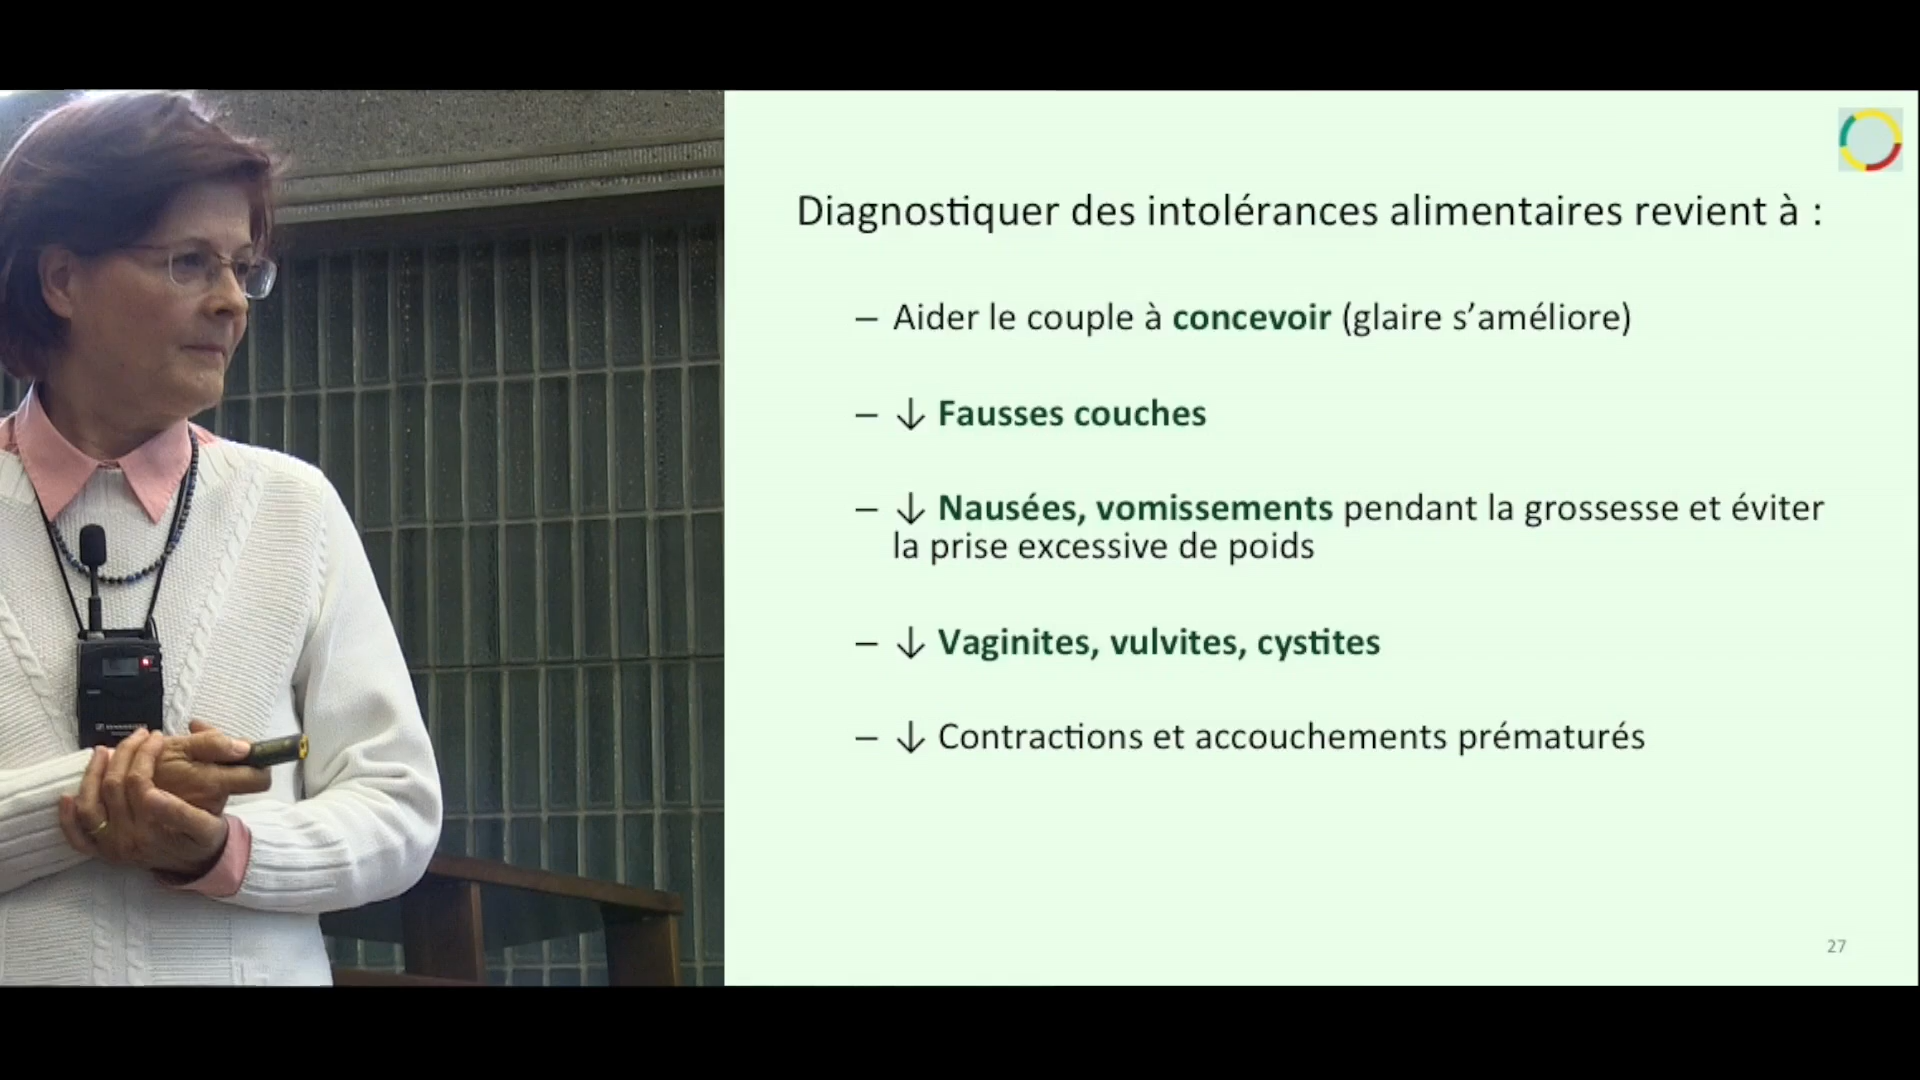 Diagnostiquer des intolérances alimentaires revient à :
– Aider le couple à concevoir (glaire s’améliore)
– ↓ Fausses couches
– ↓ Nausées, vomissements pendant la grossesse et éviter
la prise excessive de poids
– ↓ Vaginites, vulvites, cystites
– ↓ Contractions et accouchements prématurés
27